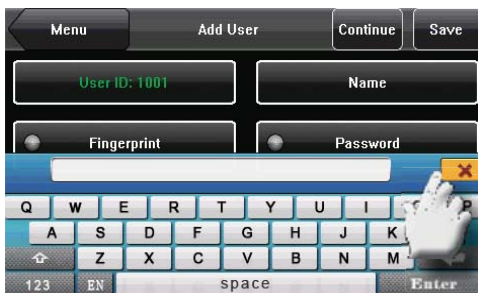 Menu Add User Continue Save
User ID: 1001 Name
Fingerprint Password
Q W E R T Y U I P
A S D F G H J K
Z X C V B N M
123 EN space Enter